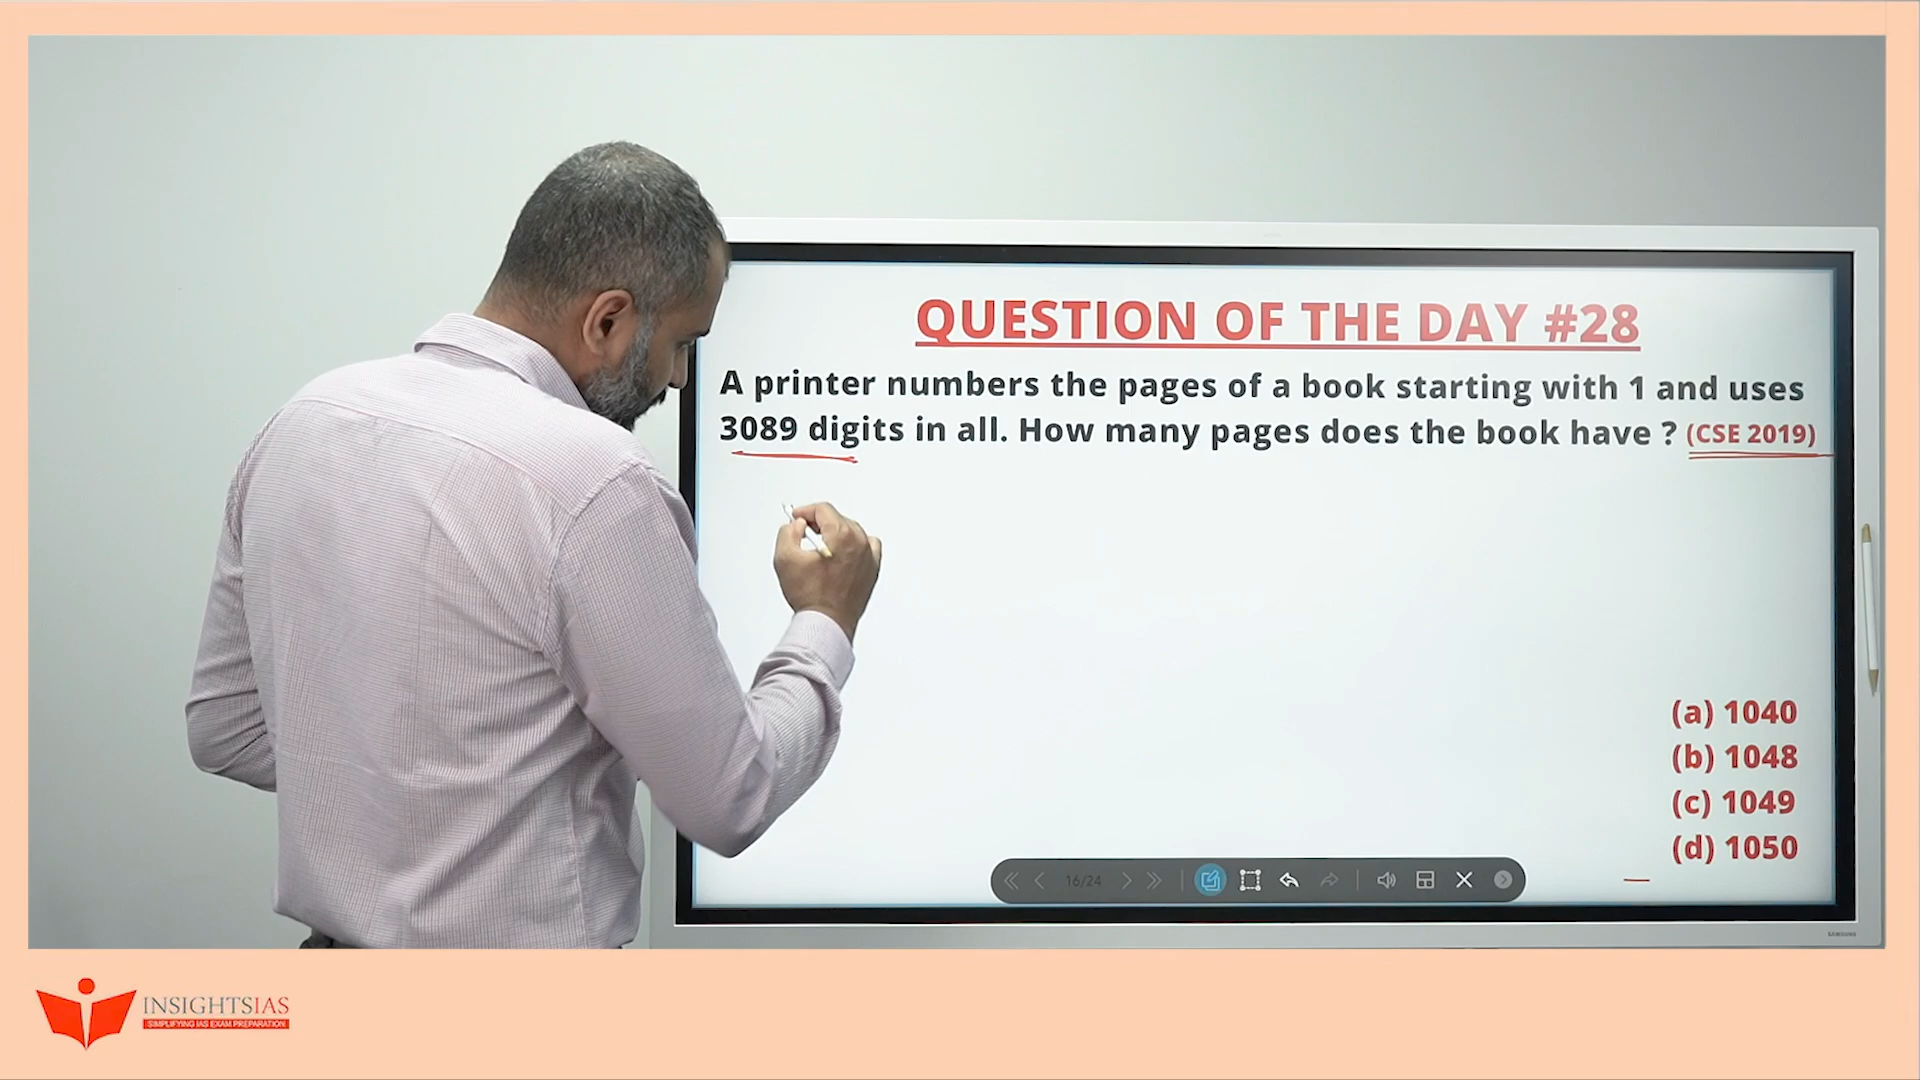 QUESTION OF THE DAY #28
A printer numbers the pages of a book starting with 1 and uses
3089 digits in all. How many pages does the book have ? (CSE 2019)
(a) 1040
(b) 1048
(c) 1049
(d) 1050
16/24
SAMSUNG
INSIGHTSIAS
SIMPLIFYING IAS EXAM PREPARATION